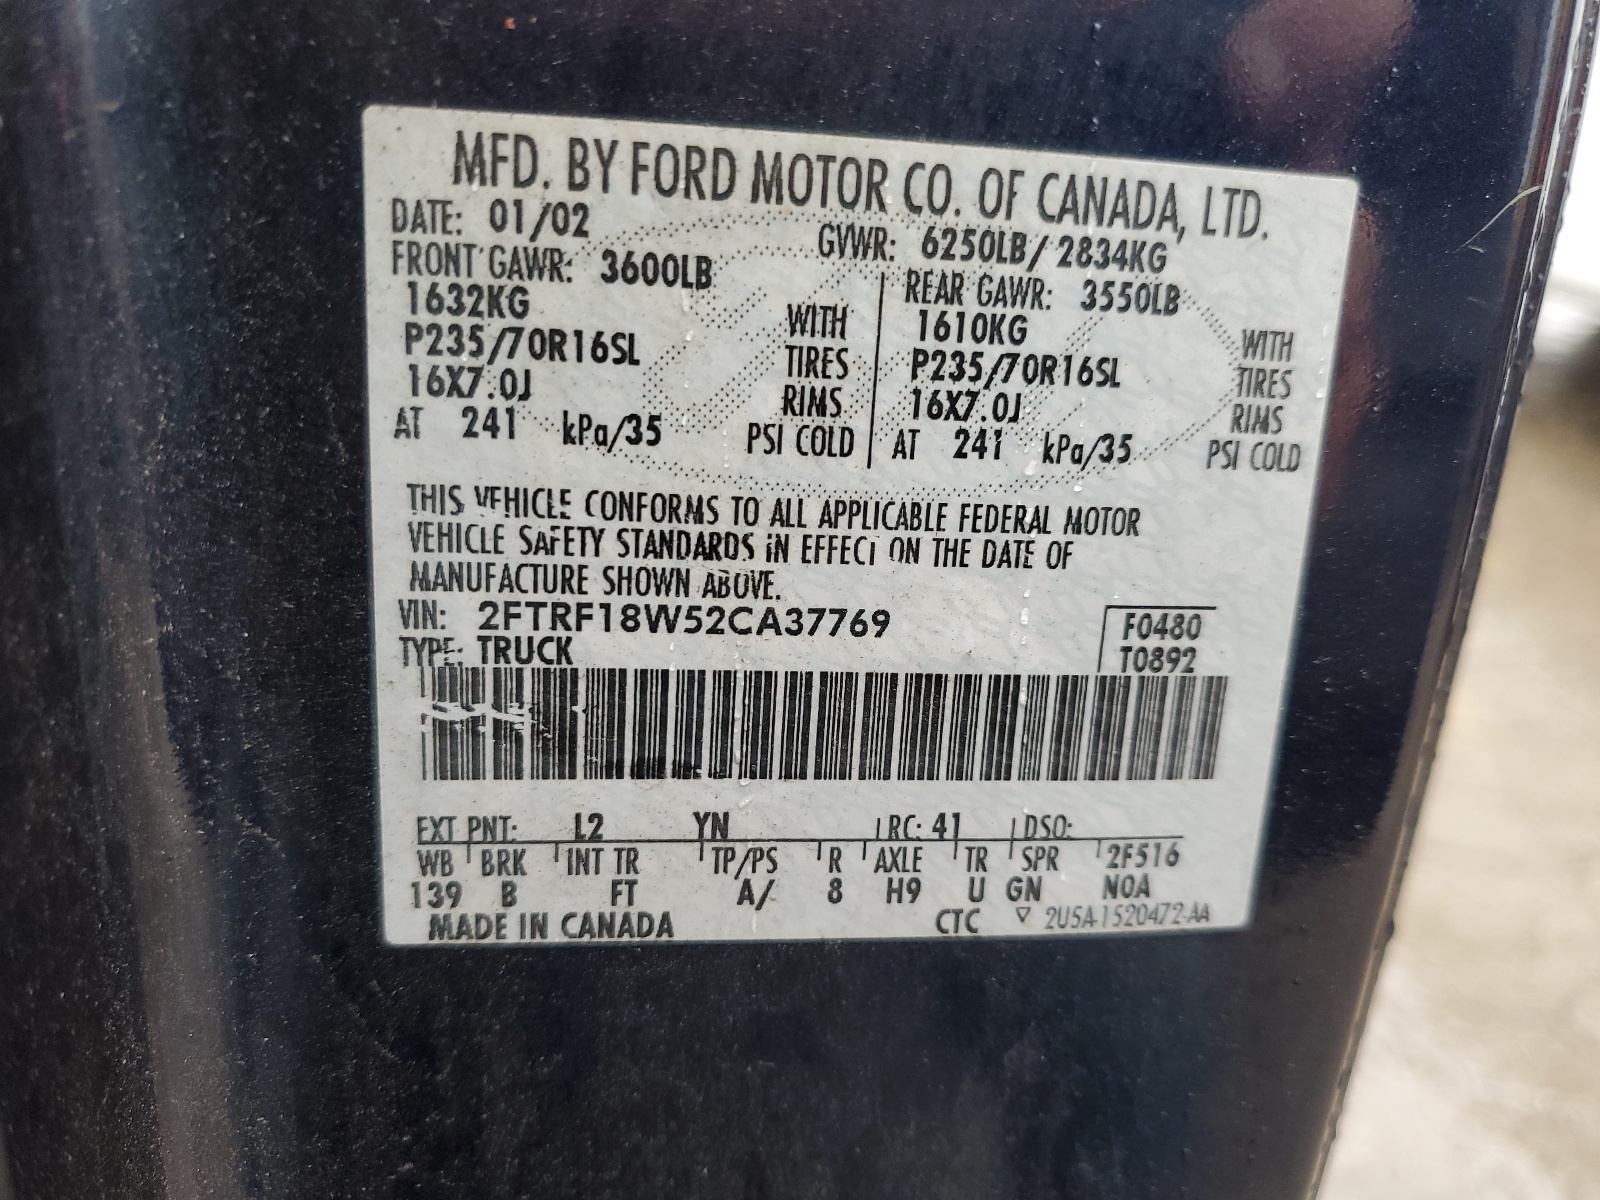 MFD. BY FORD MOTOR CO. OF CANADA, LTD.
DATE: 01/02 GVWR: 6250LB/ 2834KG
FRONT GAWR: 3600LB REAR GAWR: 3550LB
1632KG WITH 1610KG WITH
P235/70R16SL TIRES P235/70R16SL TIRES
16X7.0J RIMS 16X7.0J RIMS
AT 241 kPa/35 PSI COLD AT 241 kPa/35 PSI COLD
THIS VEHICLE CONFORMS TO ALL APPLICABLE FEDERAL MOTOR
VEHICLE SAFETY STANDARDS IN EFFECT ON THE DATE OF
MANUFACTURE SHOWN ABOVE.
VIN: 2FTRF18W52CA37769 F0480
TYPE: TRUCK T0892
EXT PNT: L2 YN RC: 41 DSO:
WB BRK INT TR TP/PS R AXLE TR SPR 2F516
139 B FT A/ 8 H9 U GN NOA
MADE IN CANADA CTC ▽ 2U5A-1520472-AA